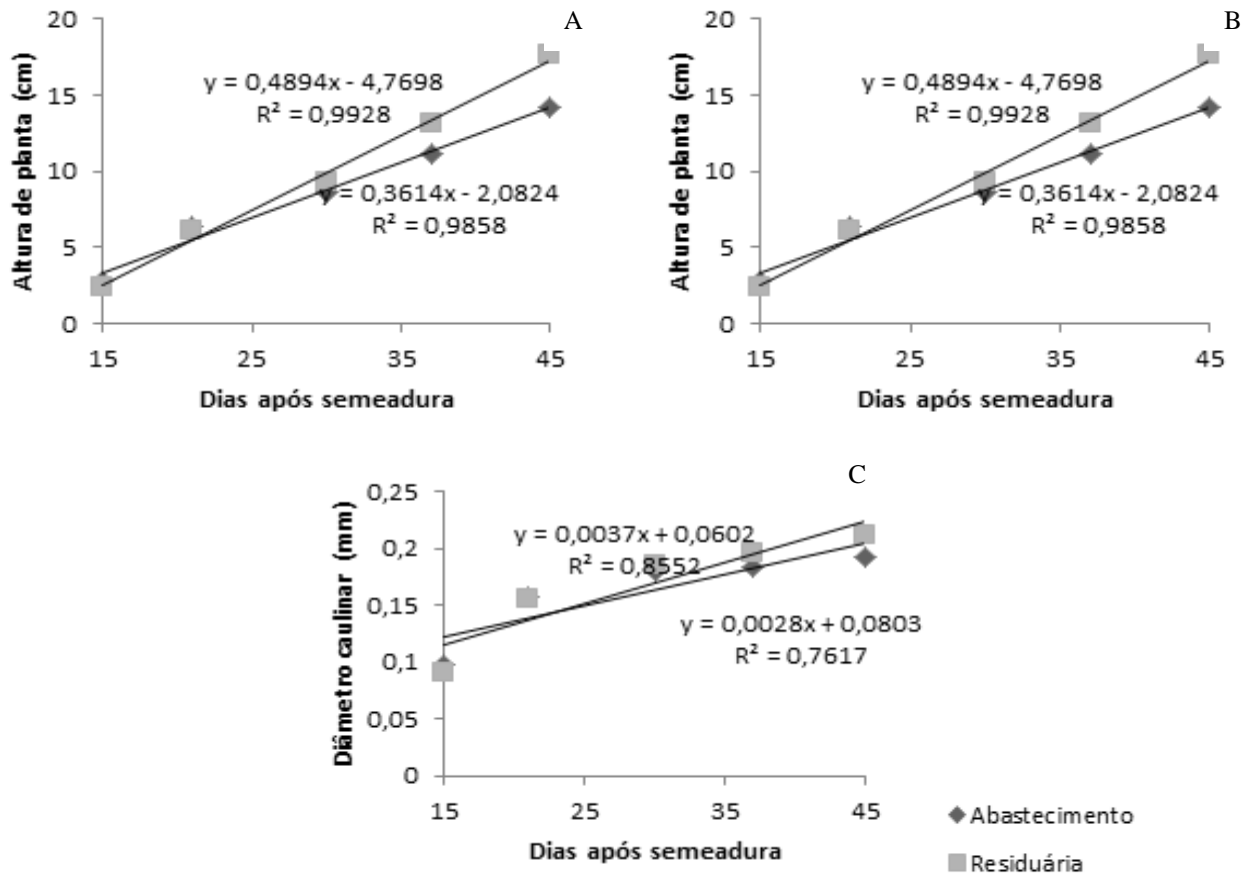 A
Altura de planta (cm)
20
15
10
5
0
y = 0,4894x - 4,7698
R² = 0,9928
y = 0,3614x - 2,0824
R² = 0,9858
15 25 35 45
Dias após semeadura
B
Altura de planta (cm)
20
15
10
5
0
y = 0,4894x - 4,7698
R² = 0,9928
y = 0,3614x - 2,0824
R² = 0,9858
15 25 35 45
Dias após semeadura
C
Diâmetro caulinar (mm)
0,25
0,2
0,15
0,1
0,05
0
y = 0,0037x + 0,0602
R² = 0,8552
y = 0,0028x + 0,0803
R² = 0,7617
15 25 35 45
Dias após semeadura
Abastecimento
Residuária